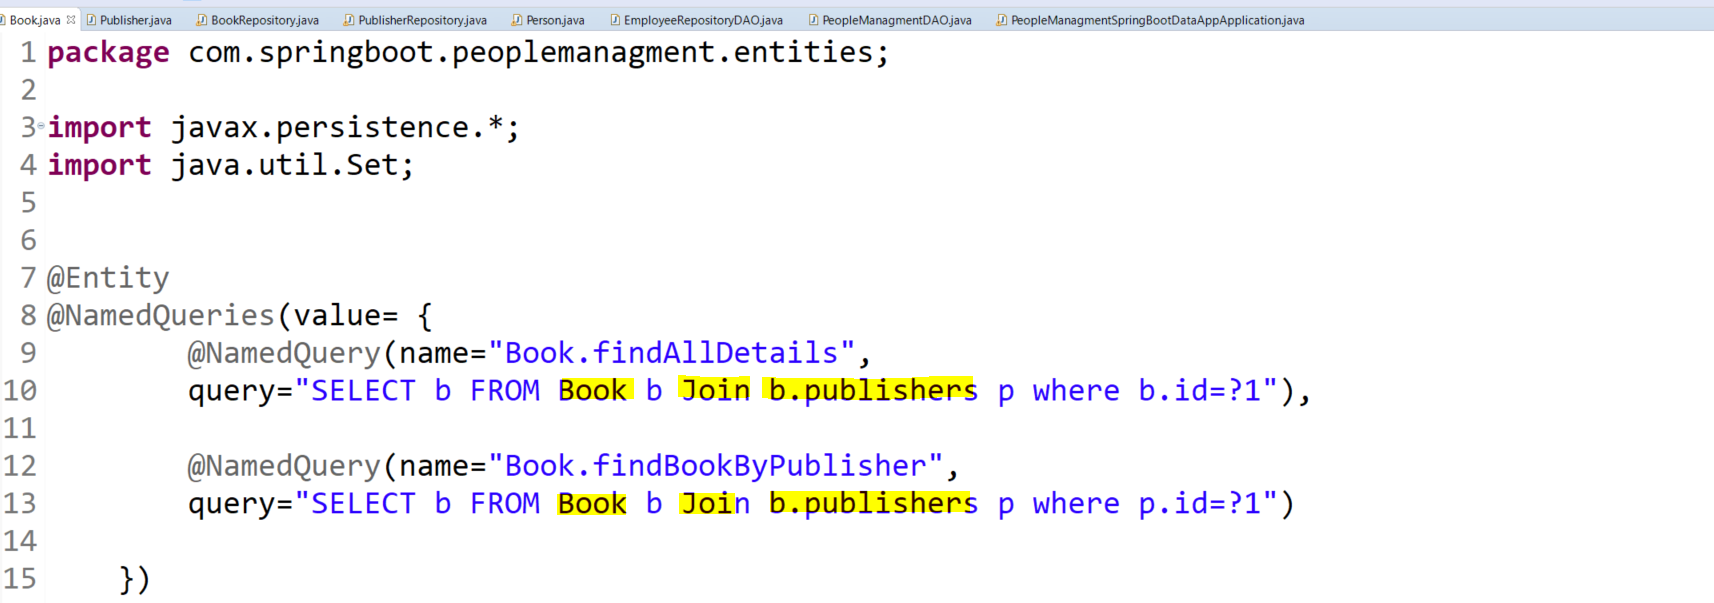 Book.java Publisher.java BookRepository.java PublisherRepository.java Person.java EmployeeRepositoryDAO.java PeopleManagmentDAO.java PeopleManagmentSpringBootDataAppApplication.java
1 package com.springboot.peoplemanagment.entities;
2
3 import javax.persistence.*;
4 import java.util.Set;
5
6
7 @Entity
8 @NamedQueries(value= {
9 @NamedQuery(name="Book.findAllDetails",
10 query="SELECT b FROM Book b Join b.publishers p where b.id=?1"),
11
12 @NamedQuery(name="Book.findBookByPublisher",
13 query="SELECT b FROM Book b Join b.publishers p where p.id=?1")
14
15 })